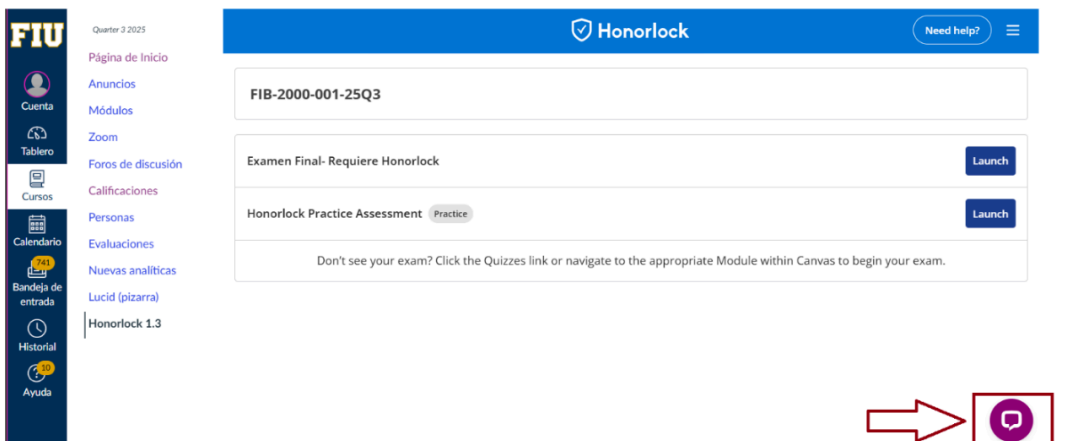 FIU
Cuenta
Tablero
Cursos
Calendario
741
Bandeja de
entrada
Historial
10
Ayuda
Quarter 3 2025
Página de Inicio
Anuncios
Módulos
Zoom
Foros de discusión
Calificaciones
Personas
Evaluaciones
Nuevas analíticas
Lucid (pizarra)
Honorlock 1.3
Honorlock
Need help?
FIB-2000-001-25Q3
Examen Final- Requiere Honorlock
Launch
Honorlock Practice Assessment Practice
Launch
Don't see your exam? Click the Quizzes link or navigate to the appropriate Module within Canvas to begin your exam.